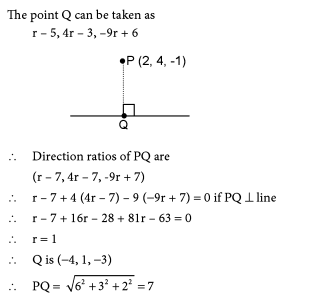 The point Q can be taken as
r – 5, 4r – 3, –9r + 6
P (2, 4, -1)
Q
∴ Direction ratios of PQ are
(r – 7, 4r – 7, -9r + 7)
∴ r – 7 + 4 (4r – 7) – 9 (–9r + 7) = 0 if PQ ⊥ line
∴ r – 7 + 16r – 28 + 81r – 63 = 0
∴ r = 1
∴ Q is (–4, 1, –3)
∴ PQ = √(6² + 3² + 2²) = 7